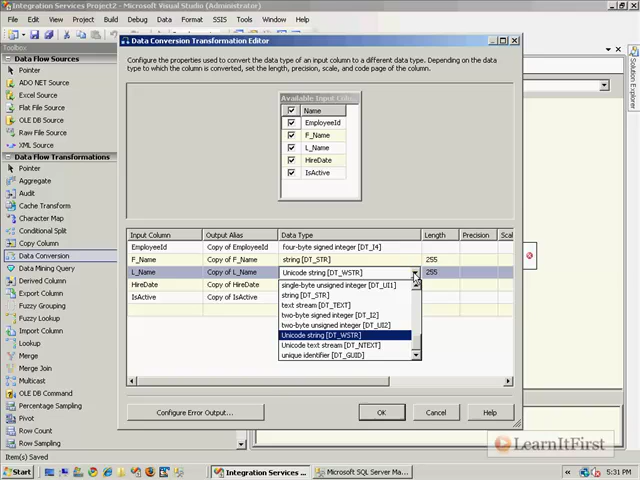 Integration Services Project2 - Microsoft Visual Studio (Administrator)
File Edit View Project Build Debug Data Format SSIS Tools Window Help
Toolbox
Data Flow Sources
Pointer
ADO NET Source
Excel Source
Flat File Source
OLE DB Source
Raw File Source
XML Source
Data Flow Transformations
Pointer
Aggregate
Audit
Cache Transform
Character Map
Conditional Split
Copy Column
Data Conversion
Data Mining Query
Derived Column
Export Column
Fuzzy Grouping
Fuzzy Lookup
Import Column
Lookup
Merge
Merge Join
Multicast
OLE DB Command
Percentage Sampling
Pivot
Row Count
Row Sampling
Item(s) Saved
Data Conversion Transformation Editor
Configure the properties used to convert the data type of an input column to a different data type. Depending on the data
type to which the column is converted, set the length, precision, scale, and code page of the column.
Available Input Col...
Name
EmployeeId
F_Name
L_Name
HireDate
IsActive
Input Column Output Alias Data Type Length Precision Scal
EmployeeId Copy of EmployeeId four-byte signed integer [DT_I4]
F_Name Copy of F_Name string [DT_STR] 255
L_Name Copy of L_Name Unicode string [DT_WSTR] 255
HireDate Copy of HireDate
IsActive Copy of IsActive
single-byte unsigned integer [DT_UI1]
string [DT_STR]
text stream [DT_TEXT]
two-byte signed integer [DT_I2]
two-byte unsigned integer [DT_UI2]
Unicode string [DT_WSTR]
Unicode text stream [DT_NTEXT]
unique identifier [DT_GUID]
Configure Error Output...
OK
Cancel
Help
Solution Explorer
LearnItFirst
Start
Integration Services ...
Microsoft SQL Server Ma...
5:31 PM